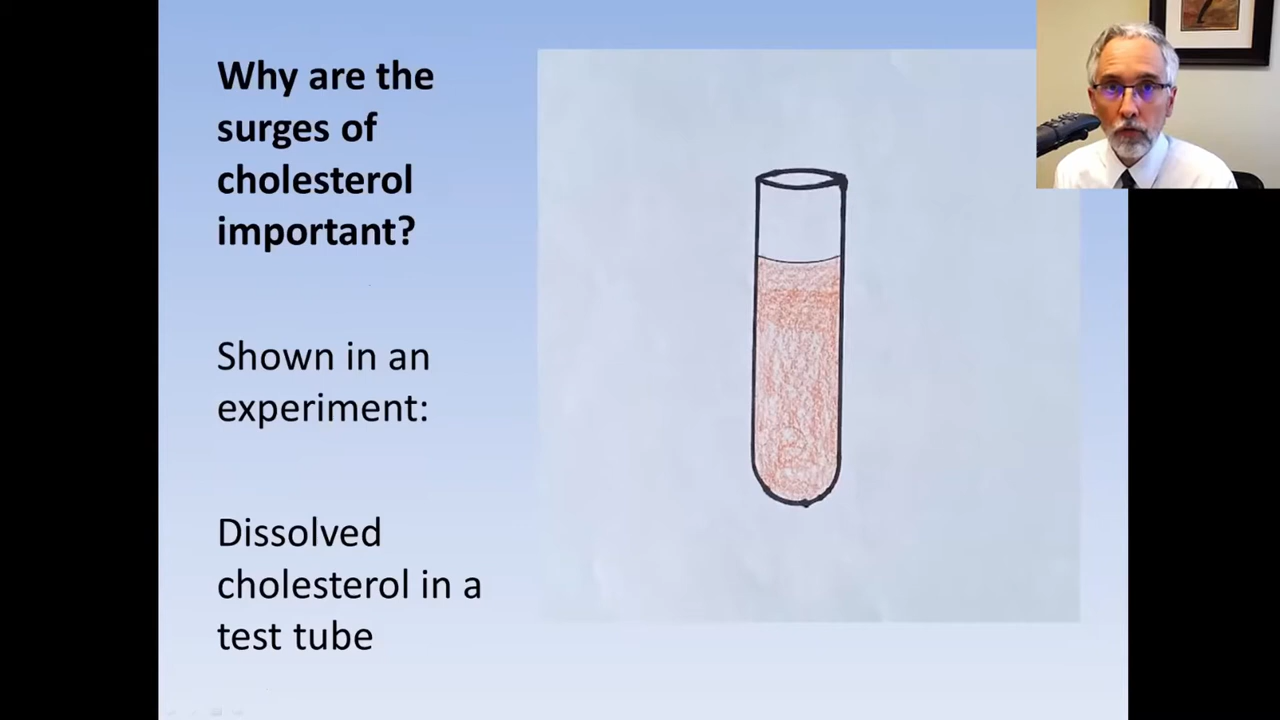 Why are the
surges of
cholesterol
important?
Shown in an
experiment:
Dissolved
cholesterol in a
test tube